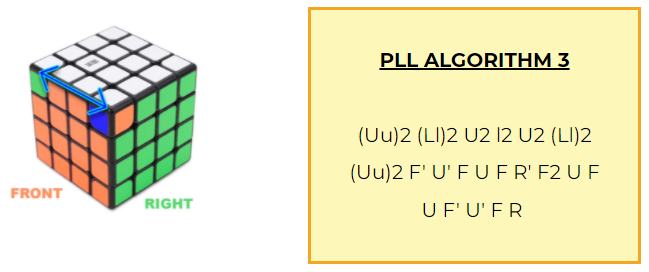 PLL ALGORITHM 3
(Uu)2 (Ll)2 U2 l2 U2 (Ll)2
(Uu)2 F' U' F U F R' F2 U F
U F' U' F R
FRONT
RIGHT